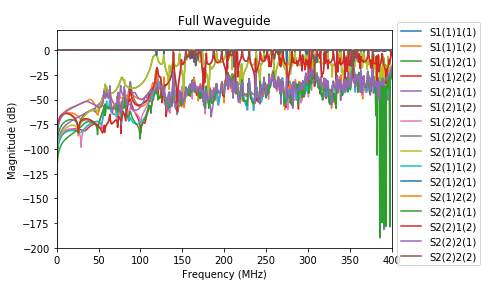 Full Waveguide
Magnitude (dB)
0
−25
−50
−75
−100
−125
−150
−175
−200
0 50 100 150 200 250 300 350 400
Frequency (MHz)
S1(1)1(1)
S1(1)1(2)
S1(1)2(1)
S1(1)2(2)
S1(2)1(1)
S1(2)1(2)
S1(2)2(1)
S1(2)2(2)
S2(1)1(1)
S2(1)1(2)
S2(1)2(1)
S2(1)2(2)
S2(2)1(1)
S2(2)1(2)
S2(2)2(1)
S2(2)2(2)